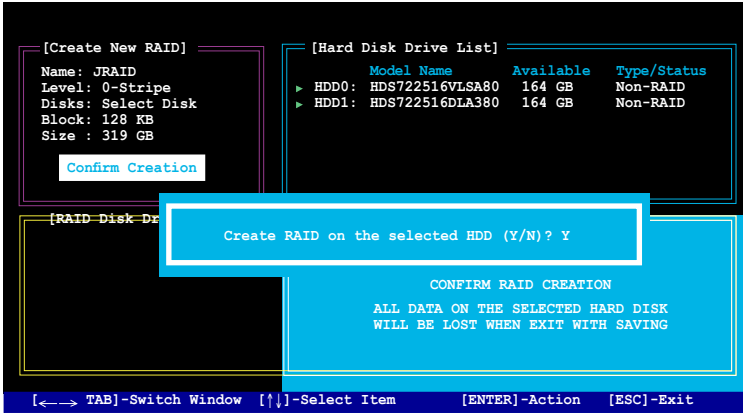 [Create New RAID]
Name: JRAID
Level: 0-Stripe
Disks: Select Disk
Block: 128 KB
Size : 319 GB
Confirm Creation
[Hard Disk Drive List]
Model Name Available Type/Status
HDD0: HDS722516VLSA80 164 GB Non-RAID
HDD1: HDS722516DLA380 164 GB Non-RAID
[RAID Disk Dr
Create RAID on the selected HDD (Y/N)? Y
CONFIRM RAID CREATION
ALL DATA ON THE SELECTED HARD DISK
WILL BE LOST WHEN EXIT WITH SAVING
[←→ TAB]-Switch Window [↑↓]-Select Item [ENTER]-Action [ESC]-Exit